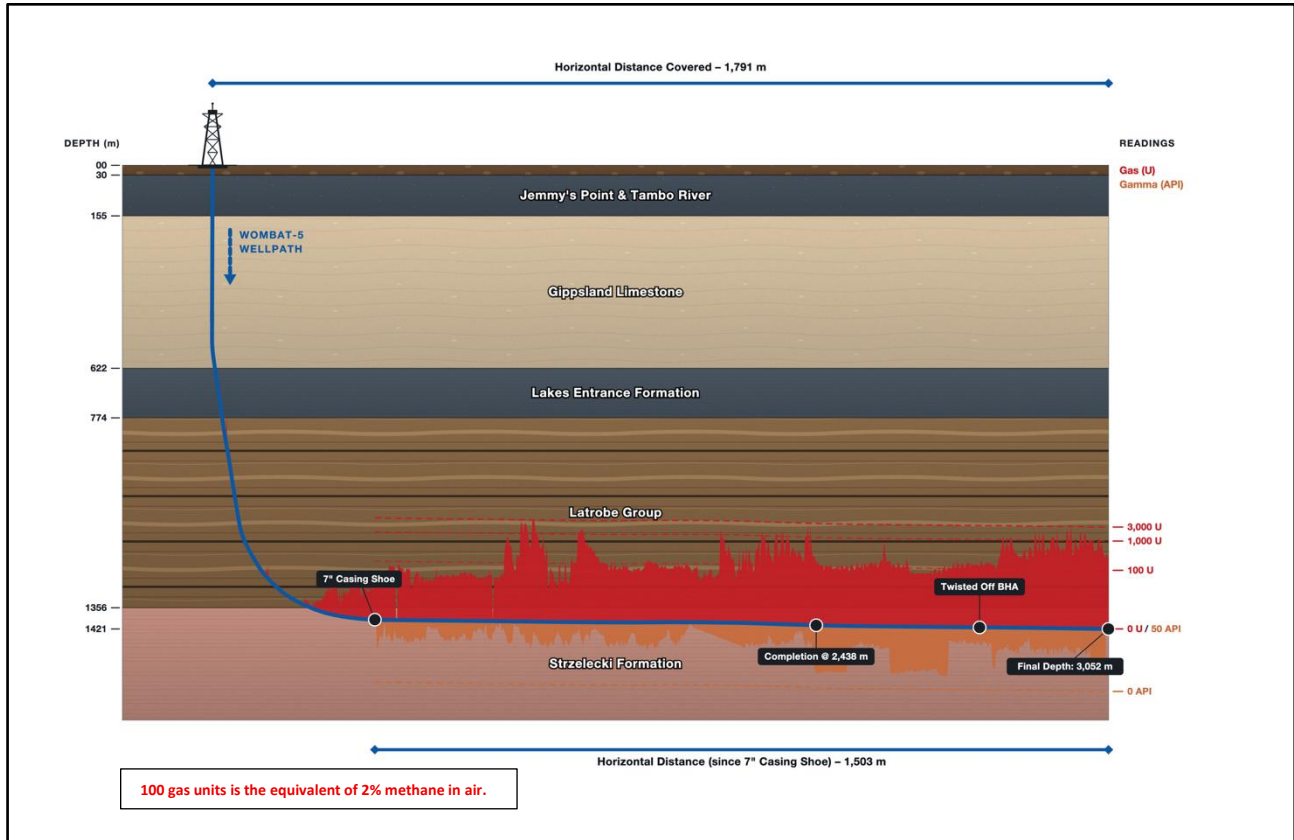 Horizontal Distance Covered – 1,791 m
DEPTH (m)
READINGS
00
Gas (U)
30
Gamma (API)
Jemmy's Point & Tambo River
155
WOMBAT-5
WELLPATH
Gippsland Limestone
622
Lakes Entrance Formation
774
Latrobe Group
3,000 U
1,000 U
100 U
7" Casing Shoe
Twisted Off BHA
1356
1421
0 U / 50 API
Completion @ 2,438 m
Strzelecki Formation
Final Depth: 3,052 m
0 API
Horizontal Distance (since 7" Casing Shoe) – 1,503 m
100 gas units is the equivalent of 2% methane in air.